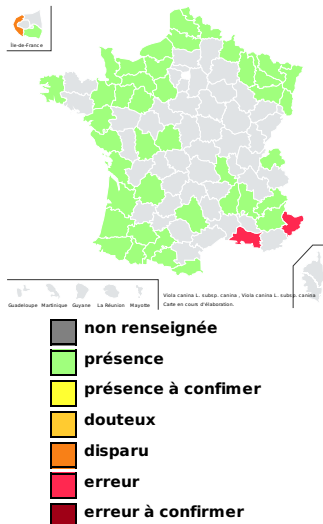 Île-de-France
Guadeloupe Martinique Guyane La Réunion Mayotte
Viola canina L. subsp. canina , Viola canina L. subsp. canina
Carte en cours d'élaboration.
non renseignée
présence
présence à confimer
douteux
disparu
erreur
erreur à confirmer